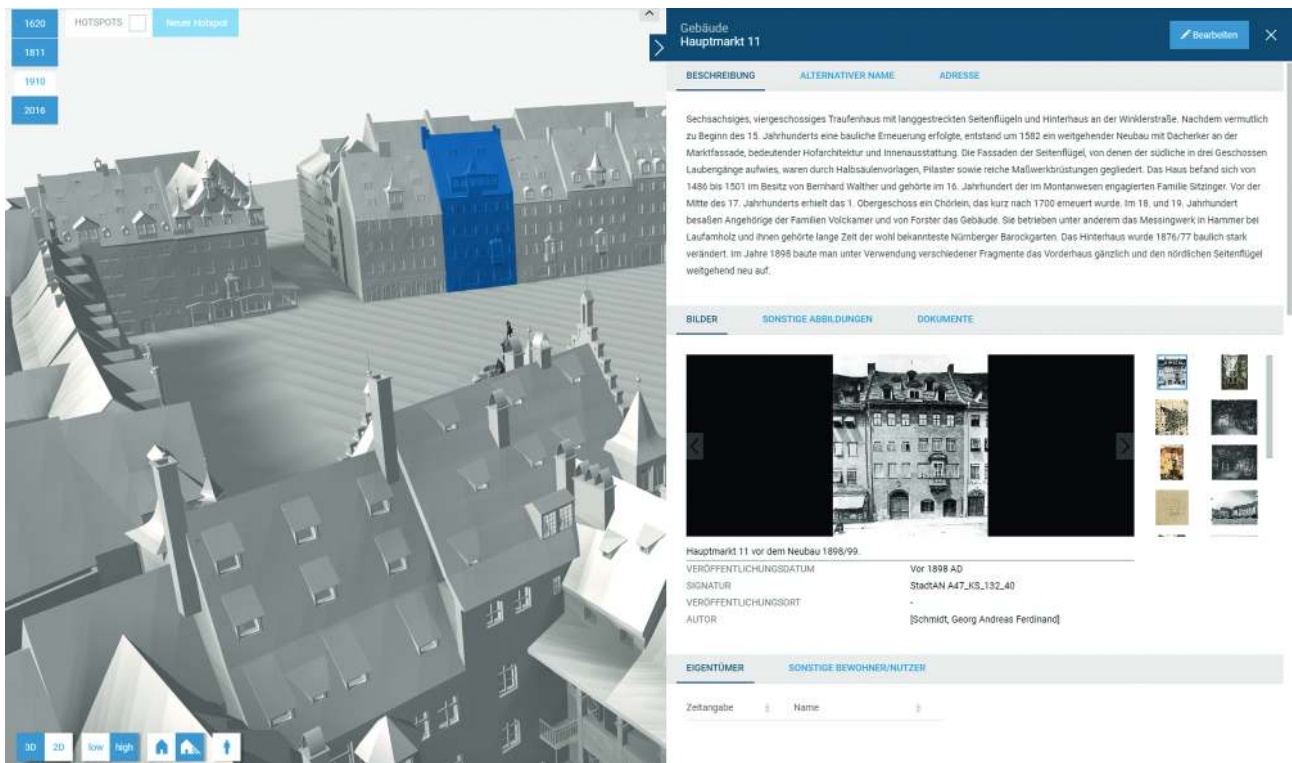 1620
HOTSPOTS
Neuer Hotspot
1811
1910
2016
3D 2D low high
Gebäude
Hauptmarkt 11
Bearbeiten
BESCHREIBUNG ALTERNATIVER NAME ADRESSE
Sechsachsiges, viergeschossiges Traufenhaus mit langgestreckten Seitenflügeln und Hinterhaus an der Winklerstraße. Nachdem vermutlich
zu Beginn des 15. Jahrhunderts eine bauliche Erneuerung erfolgte, entstand um 1582 ein weitgehender Neubau mit Dacherker an der
Marktfassade, bedeutender Hofarchitektur und Innenausstattung. Die Fassaden der Seitenflügel, von denen der südliche in drei Geschossen
Laubengänge aufwies, waren durch Halbsäulenvorlagen, Pilaster sowie reiche Maßwerkbrüstungen gegliedert. Das Haus befand sich von
1486 bis 1501 im Besitz von Bernhard Walther und gehörte im 16. Jahrhundert der im Montanwesen engagierten Familie Sitzinger. Vor der
Mitte des 17. Jahrhunderts erhielt das 1. Obergeschoss ein Chörlein, das kurz nach 1700 erneuert wurde. Im 18. und 19. Jahrhundert
besaßen Angehörige der Familien Volckamer und von Forster das Gebäude. Sie betrieben unter anderem das Messingwerk in Hammer bei
Laufamholz und ihnen gehörte lange Zeit der wohl bekannteste Nürnberger Barockgarten. Das Hinterhaus wurde 1876/77 baulich stark
verändert. Im Jahre 1898 baute man unter Verwendung verschiedener Fragmente das Vorderhaus gänzlich und den nördlichen Seitenflügel
weitgehend neu auf.
BILDER SONSTIGE ABBILDUNGEN DOKUMENTE
Hauptmarkt 11 vor dem Neubau 1898/99.
VERÖFFENTLICHUNGSDATUM Vor 1898 AD
SIGNATUR StadtAN A47_KS_132_40
VERÖFFENTLICHUNGSORT -
AUTOR [Schmidt, Georg Andreas Ferdinand]
EIGENTÜMER SONSTIGE BEWOHNER/NUTZER
Zeitangabe Name